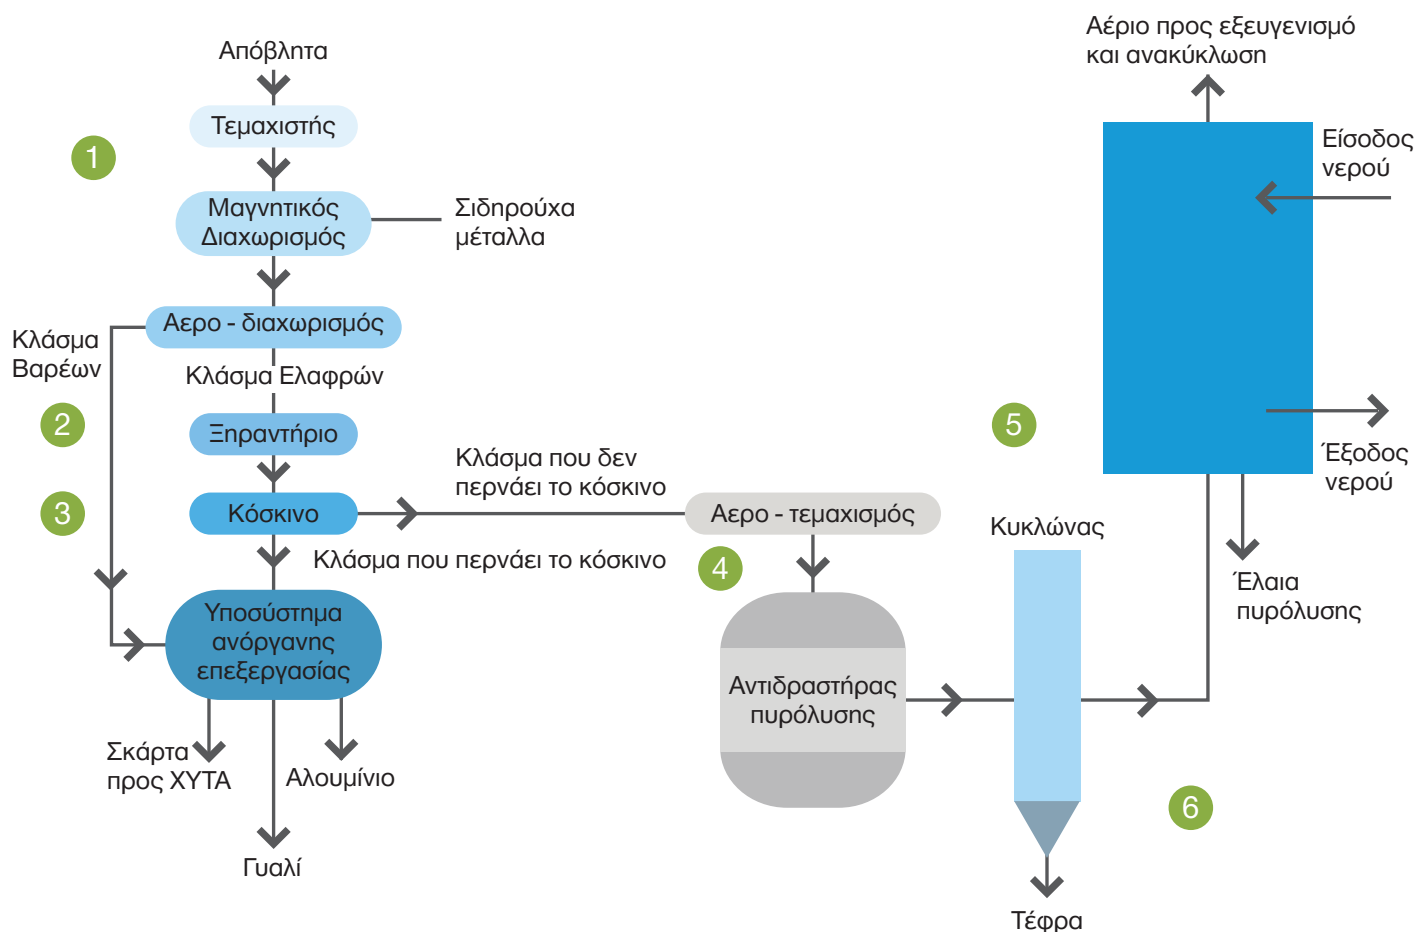 Απόβλητα
Τεμαχιστής
1
Μαγνητικός
Διαχωρισμός
Σιδηρούχα
μέταλλα
Αερο - διαχωρισμός
Κλάσμα
Βαρέων
Κλάσμα Ελαφρών
2
Ξηραντήριο
3
Κόσκινο
Κλάσμα που δεν
περνάει το κόσκινο
Κλάσμα που περνάει το κόσκινο
Υποσύστημα
ανόργανης
επεξεργασίας
Σκάρτα
προς ΧΥΤΑ
Αλουμίνιο
Γυαλί
Αερο - τεμαχισμός
4
Αντιδραστήρας
πυρόλυσης
Κυκλώνας
5
Τέφρα
6
Αέριο προς εξευγενισμό
και ανακύκλωση
Είσοδος
νερού
Έξοδος
νερού
Έλαια
πυρόλυσης